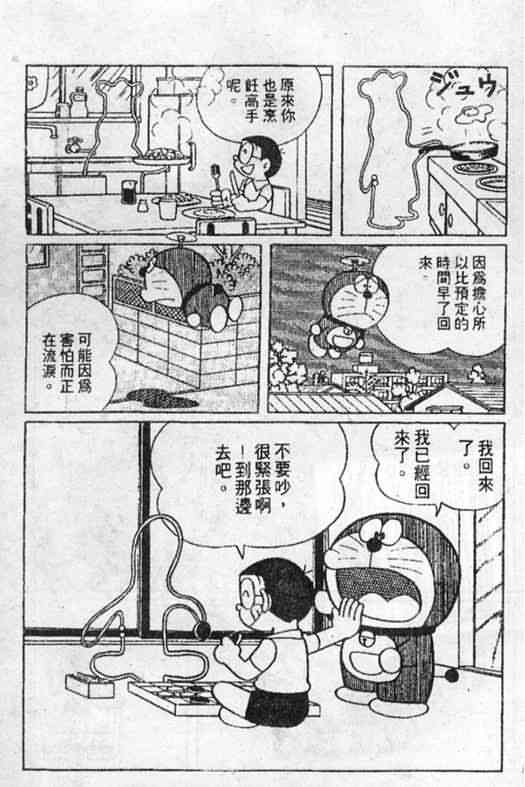 ジュウ
原來你
也是烹
飪高手
呢。
因為擔心所
以比預定的
時間早了回
來.
可能因為
害怕而正
在流淚。
我回來
了。
我已經回
來了。
不要吵，
很緊張啊
！到那邊
去吧。